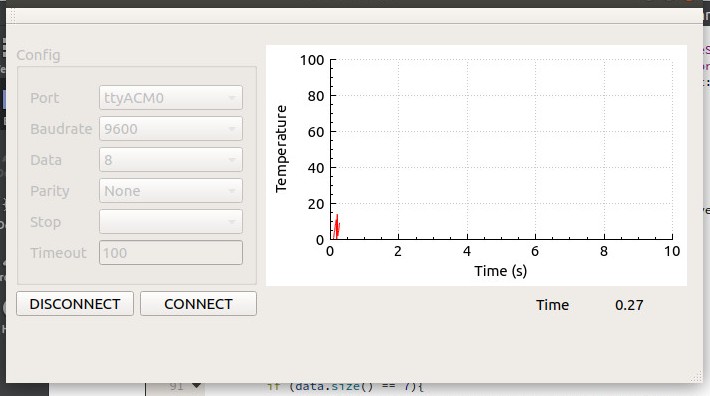 Config
Port ttyACM0
Baudrate 9600
Data 8
Parity None
Stop
Timeout 100
DISCONNECT CONNECT
100
80
60
40
20
0
Temperature
0 2 4 6 8 10
Time (s)
Time 0.27
91 if (data.size() == 7){